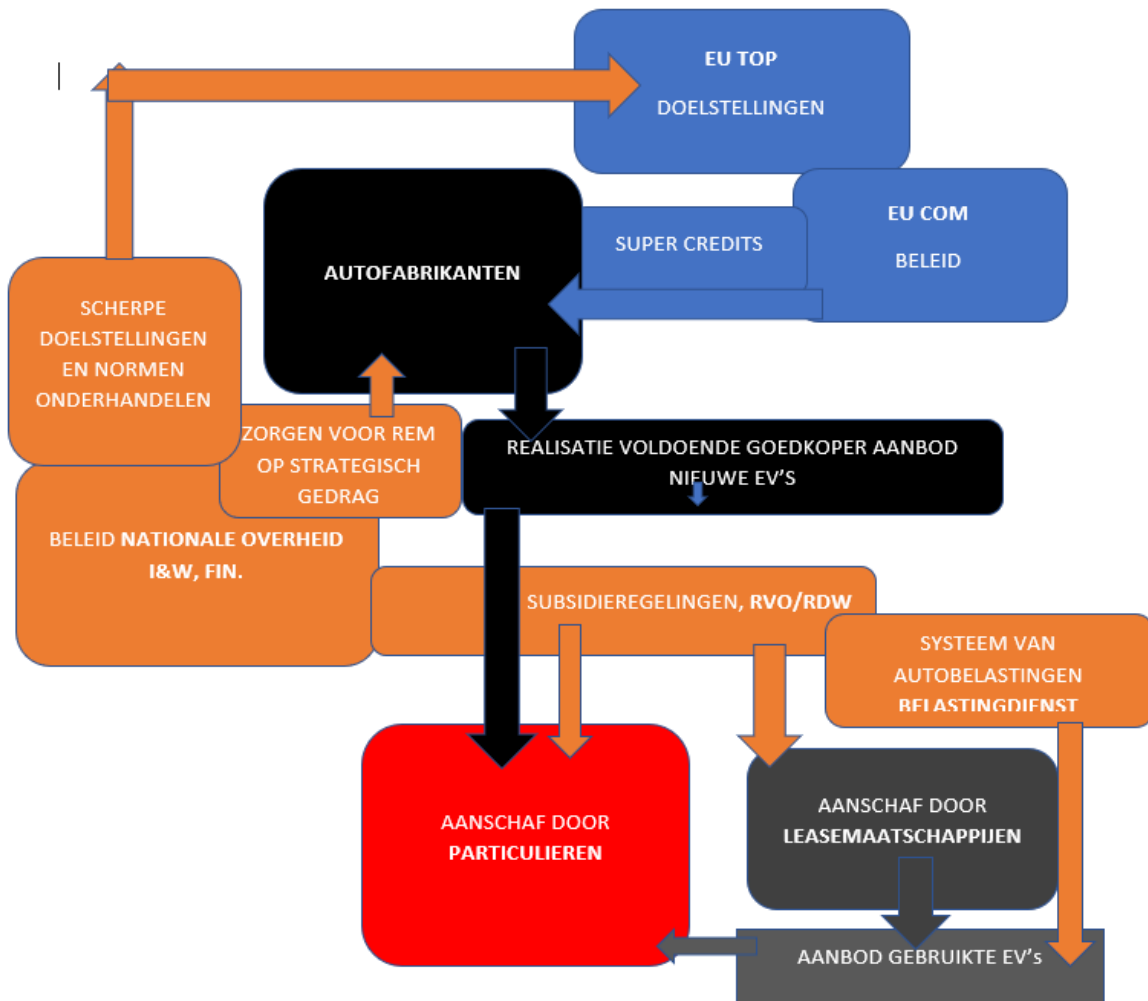 EU TOP
DOELSTELLINGEN
EU COM
BELEID
SUPER CREDITS
AUTOFABRIKANTEN
SCHERPE
DOELSTELLINGEN
EN NORMEN
ONDERHANDELEN
ZORGEN VOOR REM
OP STRATEGISCH
GEDRAG
REALISATIE VOLDOENDE GOEDKOPER AANBOD
NIEUWE EV'S
BELEID NATIONALE OVERHEID
I&W, FIN.
SUBSIDIEREGELINGEN, RVO/RDW
SYSTEEM VAN
AUTOBELASTINGEN
BELASTINGDIENST
AANSCHAF DOOR
PARTICULIEREN
AANSCHAF DOOR
LEASEMAATSCHAPPIJEN
AANBOD GEBRUIKTE EV's